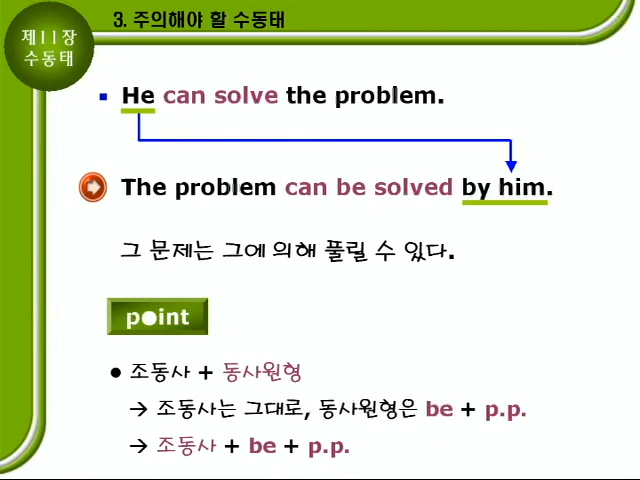 제11장
수동태
3. 주의해야 할 수동태
▪ He can solve the problem.
The problem can be solved by him.
그 문제는 그에 의해 풀릴 수 있다.
point
● 조동사 + 동사원형
→ 조동사는 그대로, 동사원형은 be + p.p.
→ 조동사 + be + p.p.